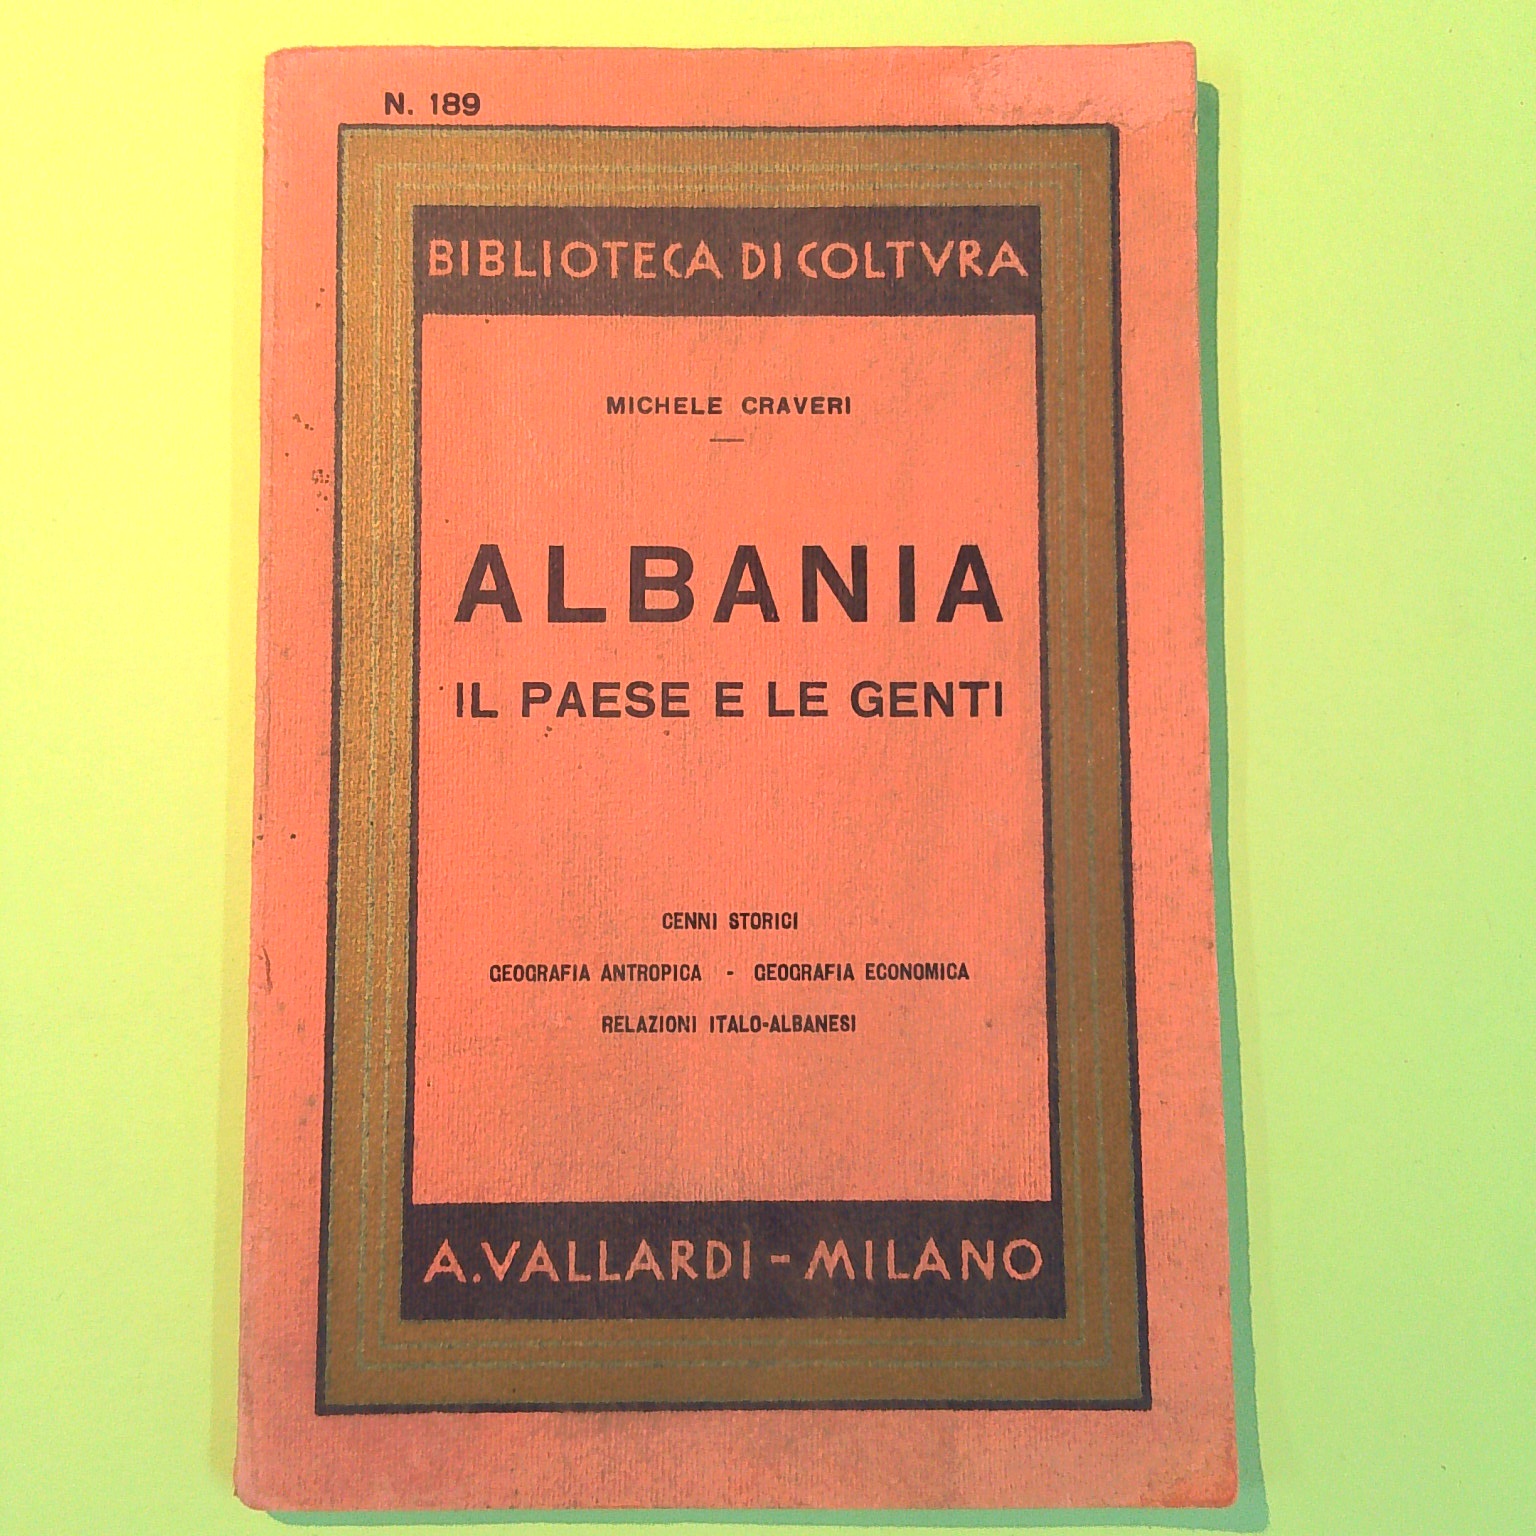 N. 189
BIBLIOTECA DI COLTVRA
MICHELE CRAVERI
ALBANIA
IL PAESE E LE GENTI
CENNI STORICI
GEOGRAFIA ANTROPICA - GEOGRAFIA ECONOMICA
RELAZIONI ITALO-ALBANESI
A. VALLARDI - MILANO